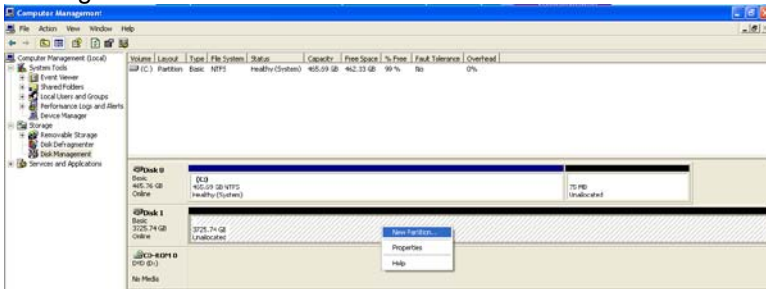 Computer Management
File Action View Window Help
Computer Management (Local)
System Tools
Event Viewer
Shared Folders
Local Users and Groups
Performance Logs and Alerts
Device Manager
Storage
Removable Storage
Disk Defragmenter
Disk Management
Services and Applications
Volume Layout Type File System Status Capacity Free Space % Free Fault Tolerance Overhead
(C:) Partition Basic NTFS Healthy (System) 465.69 GB 462.33 GB 99 % No 0%
Disk 0
Basic
465.76 GB
Online
(C:)
465.69 GB NTFS
Healthy (System)
75 MB
Unallocated
Disk 1
Basic
3725.74 GB
Online
3725.74 GB
Unallocated
New Partition...
Properties
Help
CD-ROM 0
DVD (D:)
No Media